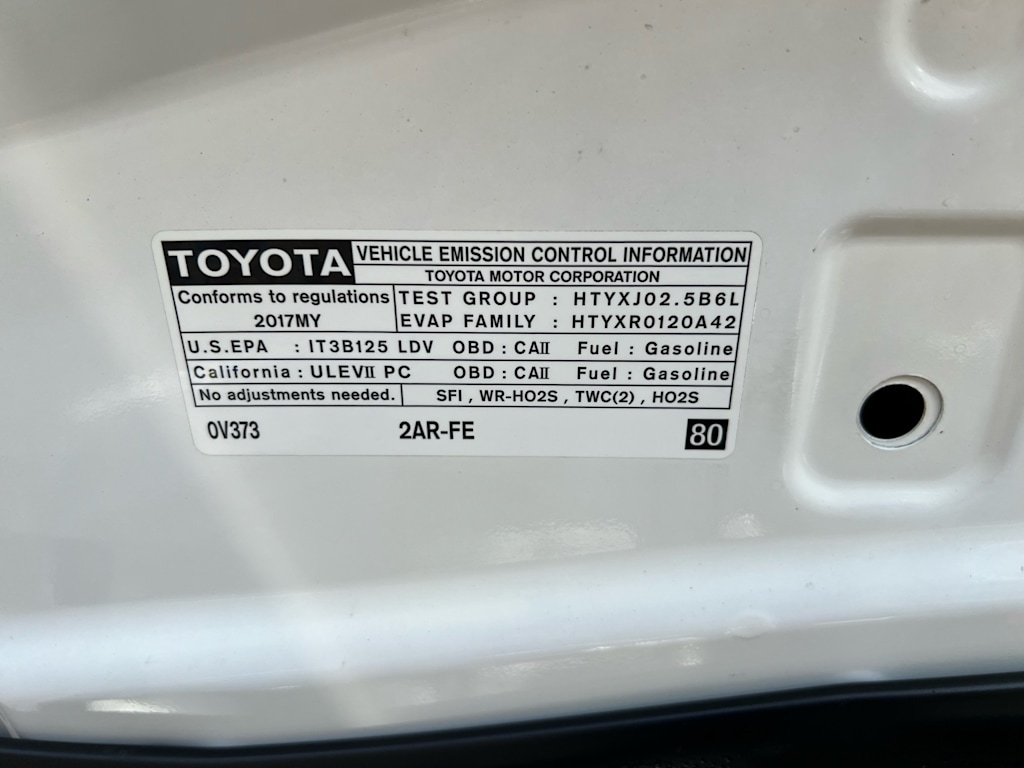 TOYOTA VEHICLE EMISSION CONTROL INFORMATION
TOYOTA MOTOR CORPORATION
Conforms to regulations TEST GROUP : HTYXJ02.5B6L
2017MY EVAP FAMILY : HTYXR0120A42
U.S.EPA : IT3B125 LDV OBD : CAⅡ Fuel : Gasoline
California : ULEVⅡ PC OBD : CAⅡ Fuel : Gasoline
No adjustments needed. SFI , WR-HO2S , TWC(2) , HO2S
0V373 2AR-FE 80